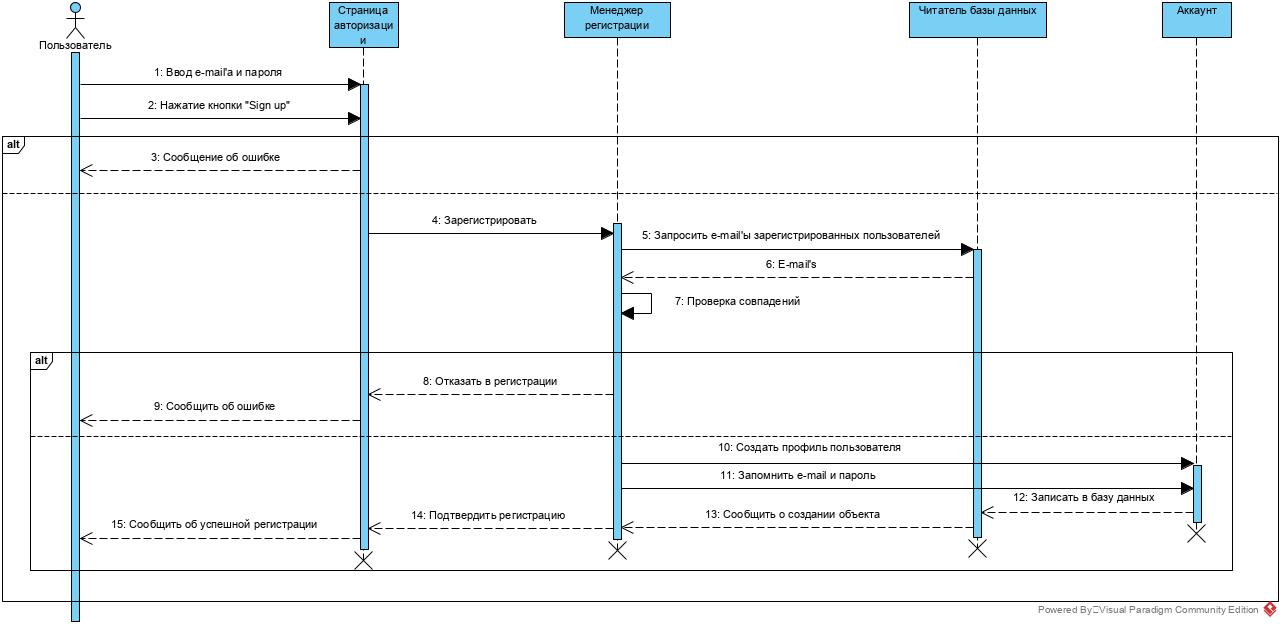 Пользователь
Страница
авторизаци
и
Менеджер
регистрации
Читатель базы данных
Аккаунт
1: Ввод e-mail'а и пароля
2: Нажатие кнопки "Sign up"
alt
3: Сообщение об ошибке
4: Зарегистрировать
5: Запросить e-mail'ы зарегистрированных пользователей
6: E-mail's
7: Проверка совпадений
alt
8: Отказать в регистрации
9: Сообщить об ошибке
10: Создать профиль пользователя
11: Запомнить e-mail и пароль
12: Записать в базу данных
13: Сообщить о создании объекта
14: Подтвердить регистрацию
15: Сообщить об успешной регистрации
Powered By Visual Paradigm Community Edition